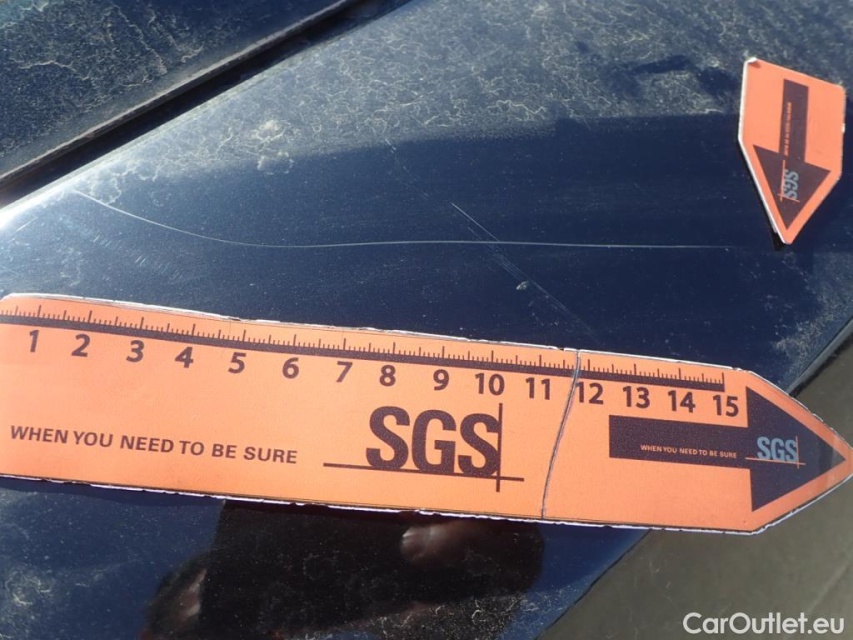 SGS
1 2 3 4 5 6 7 8 9 10 11 12 13 14 15
WHEN YOU NEED TO BE SURE
SGS
WHEN YOU NEED TO BE SURE
SGS
CarOutlet.eu